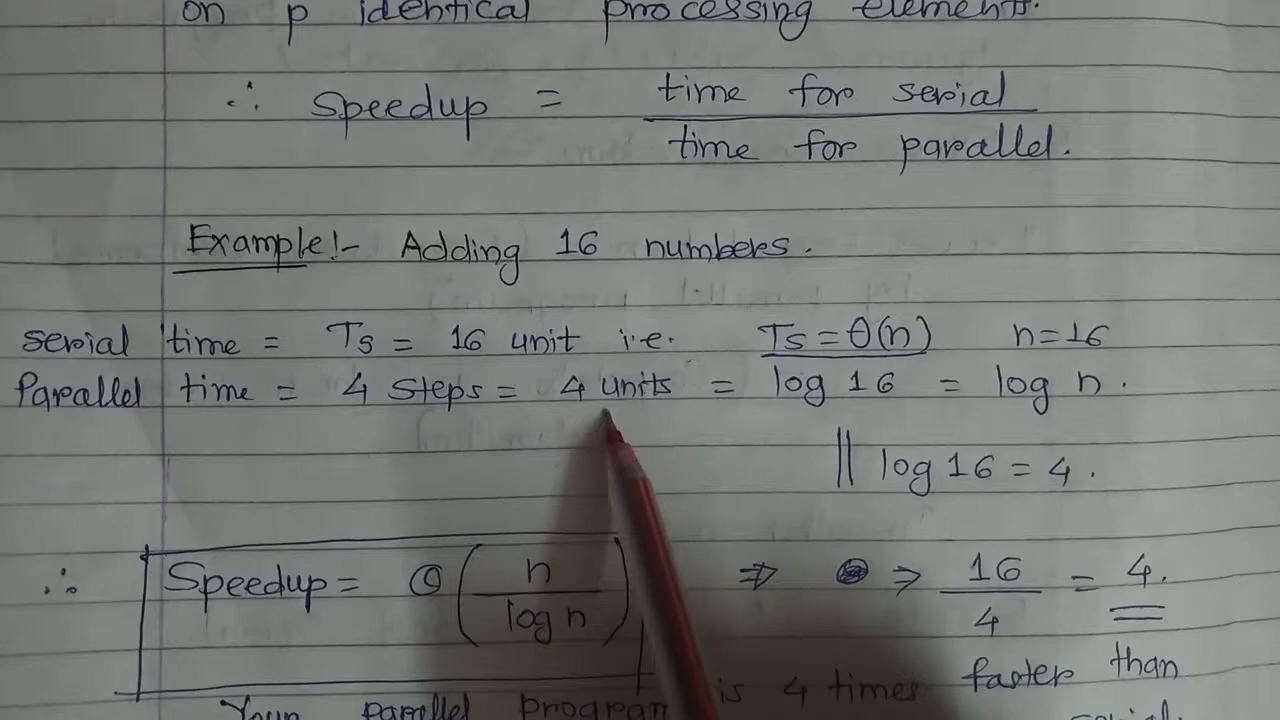 on p identical processing elements.
∴ Speedup = time for serial / time for parallel.
Example:- Adding 16 numbers.
Serial time = Ts = 16 unit i.e. Ts = θ(n) n=16
Parallel time = 4 Steps = 4 units = log 16 = log n.
|| log 16 = 4.
∴ Speedup = Θ(n / log n) ⇒ ⇒ 16 / 4 = 4.
Your parallel program is 4 times faster than
serial.